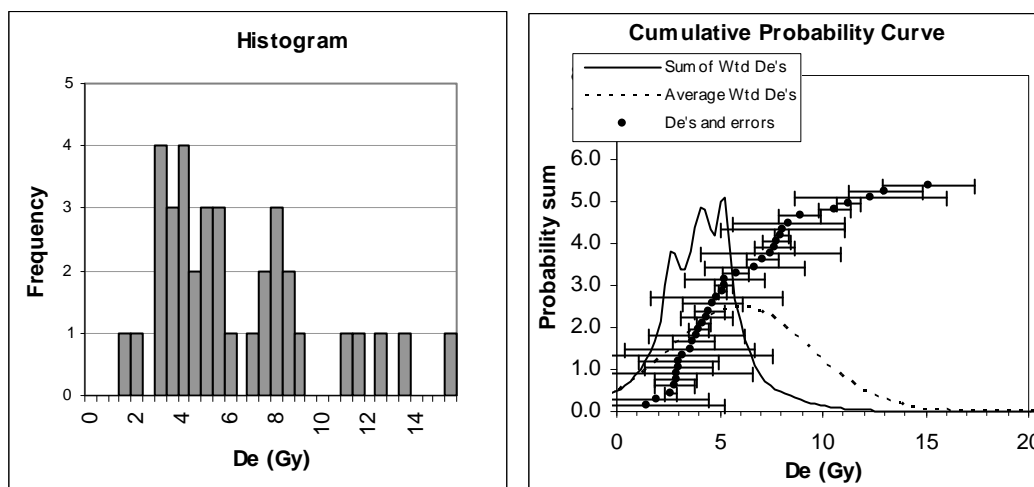 Histogram
5
4
3
2
1
0
Frequency
0 2 4 6 8 10 12 14
De (Gy)
Cumulative Probability Curve
Sum of Wtd De's
Average Wtd De's
De's and errors
6.0
5.0
4.0
3.0
2.0
1.0
0.0
Probability sum
0 5 10 15 20
De (Gy)